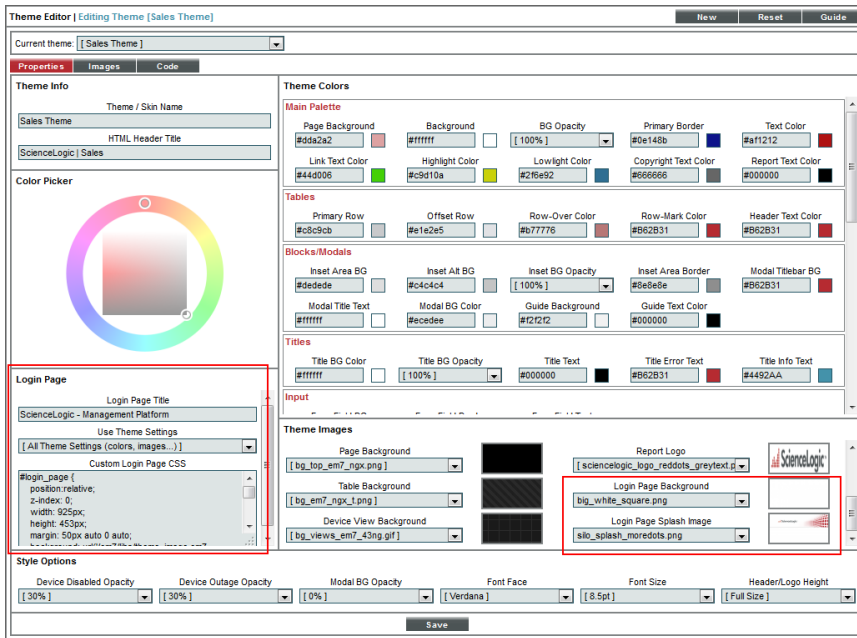 Theme Editor | Editing Theme [Sales Theme]
New Reset Guide
Current theme: [ Sales Theme ]
Properties Images Code
Theme Info
Theme / Skin Name
Sales Theme
HTML Header Title
ScienceLogic | Sales
Color Picker
Login Page
Login Page Title
ScienceLogic - Management Platform
Use Theme Settings
[ All Theme Settings (colors, images...) ]
Custom Login Page CSS
#login_page {
position:relative;
z-index: 0;
width: 925px;
height: 453px;
margin: 50px auto 0 auto;
Theme Colors
Main Palette
Page Background Background BG Opacity Primary Border Text Color
#dda2a2 #ffffff [ 100% ] #0e148b #af1212
Link Text Color Highlight Color Lowlight Color Copyright Text Color Report Text Color
#44d006 #c9d10a #2f6e92 #666666 #000000
Tables
Primary Row Offset Row Row-Over Color Row-Mark Color Header Text Color
#c8c9cb #e1e2e5 #b77776 #B62B31 #B62B31
Blocks/Modals
Inset Area BG Inset Alt BG Inset BG Opacity Inset Area Border Modal Titlebar BG
#dedede #c4c4c4 [ 100% ] #8e8e8e #B62B31
Modal Title Text Modal BG Color Guide Background Guide Text Color
#ffffff #ecedee #f2f2f2 #000000
Titles
Title BG Color Title BG Opacity Title Text Title Error Text Title Info Text
#ffffff [ 100% ] #000000 #B62B31 #4492AA
Input
Theme Images
Page Background Report Logo
[ bg_top_em7_ngx.png ] [ sciencelogic_logo_reddots_greytext.p ScienceLogic
Table Background Login Page Background
[ bg_em7_ngx_t.png ] big_white_square.png
Device View Background Login Page Splash Image
[ bg_views_em7_43ng.gif ] silo_splash_moredots.png
Style Options
Device Disabled Opacity Device Outage Opacity Modal BG Opacity Font Face Font Size Header/Logo Height
[ 30% ] [ 30% ] [ 0% ] [ Verdana ] [ 8.5pt ] [ Full Size ]
Save